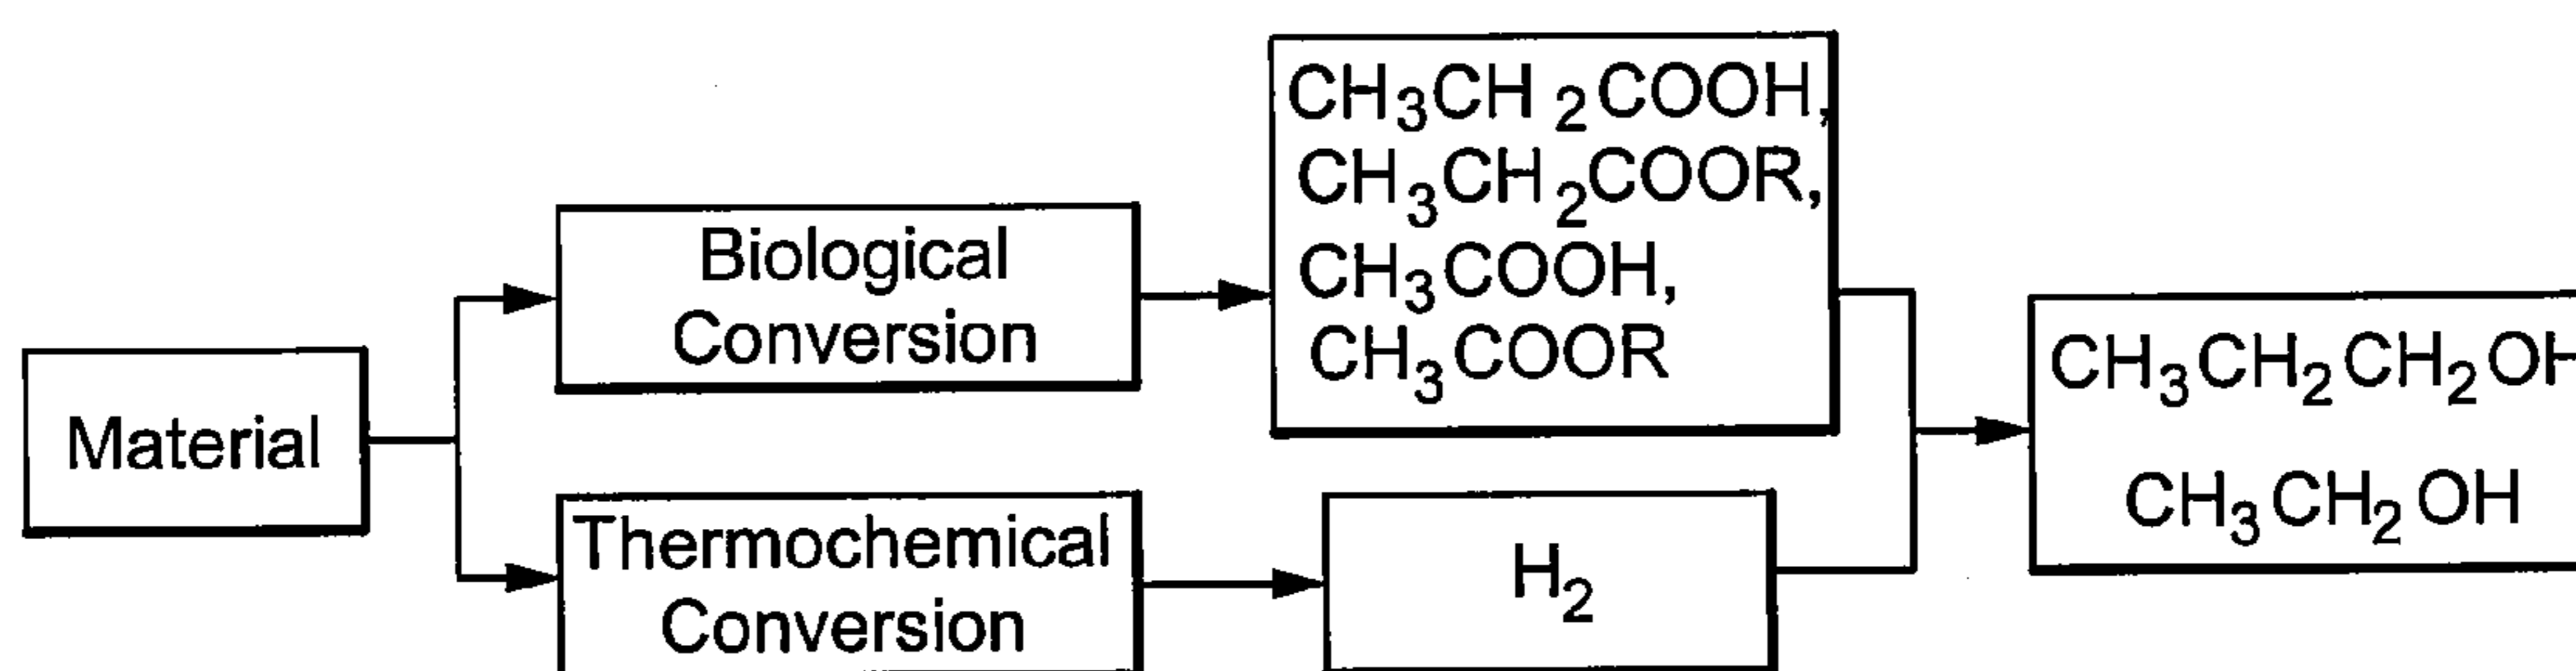 Material
Biological
Conversion
CH₃CH₂COOH,
CH₃CH₂COOR,
CH₃COOH,
CH₃COOR
Thermochemical
Conversion
H₂
CH₃CH₂CH₂OH
CH₃CH₂OH